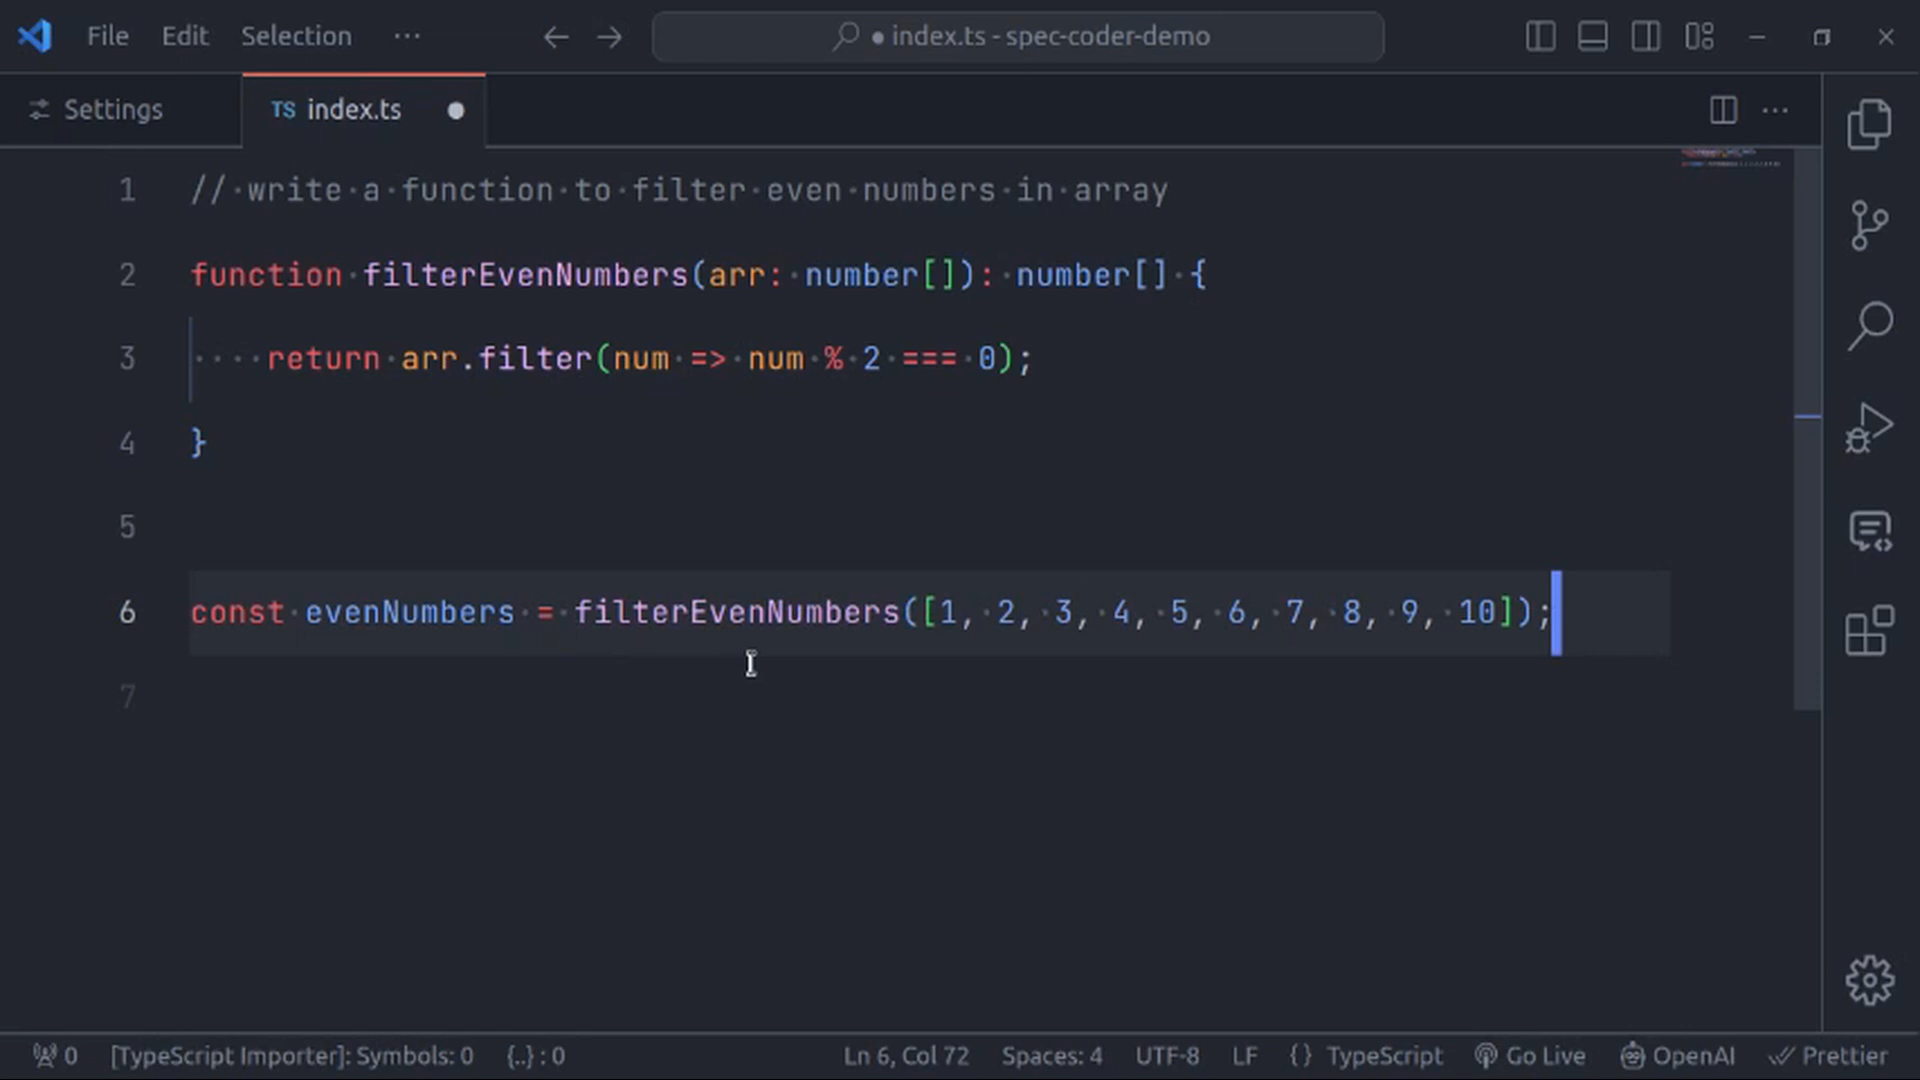 File Edit Selection ··· ● index.ts - spec-coder-demo
Settings TS index.ts ●
1 // write a function to filter even numbers in array
2 function filterEvenNumbers(arr: number[]): number[] {
3 return arr.filter(num => num % 2 === 0);
4 }
5
6 const evenNumbers = filterEvenNumbers([1, 2, 3, 4, 5, 6, 7, 8, 9, 10]);
7
0 [TypeScript Importer]: Symbols: 0 {..} : 0 Ln 6, Col 72 Spaces: 4 UTF-8 LF {} TypeScript Go Live OpenAI Prettier